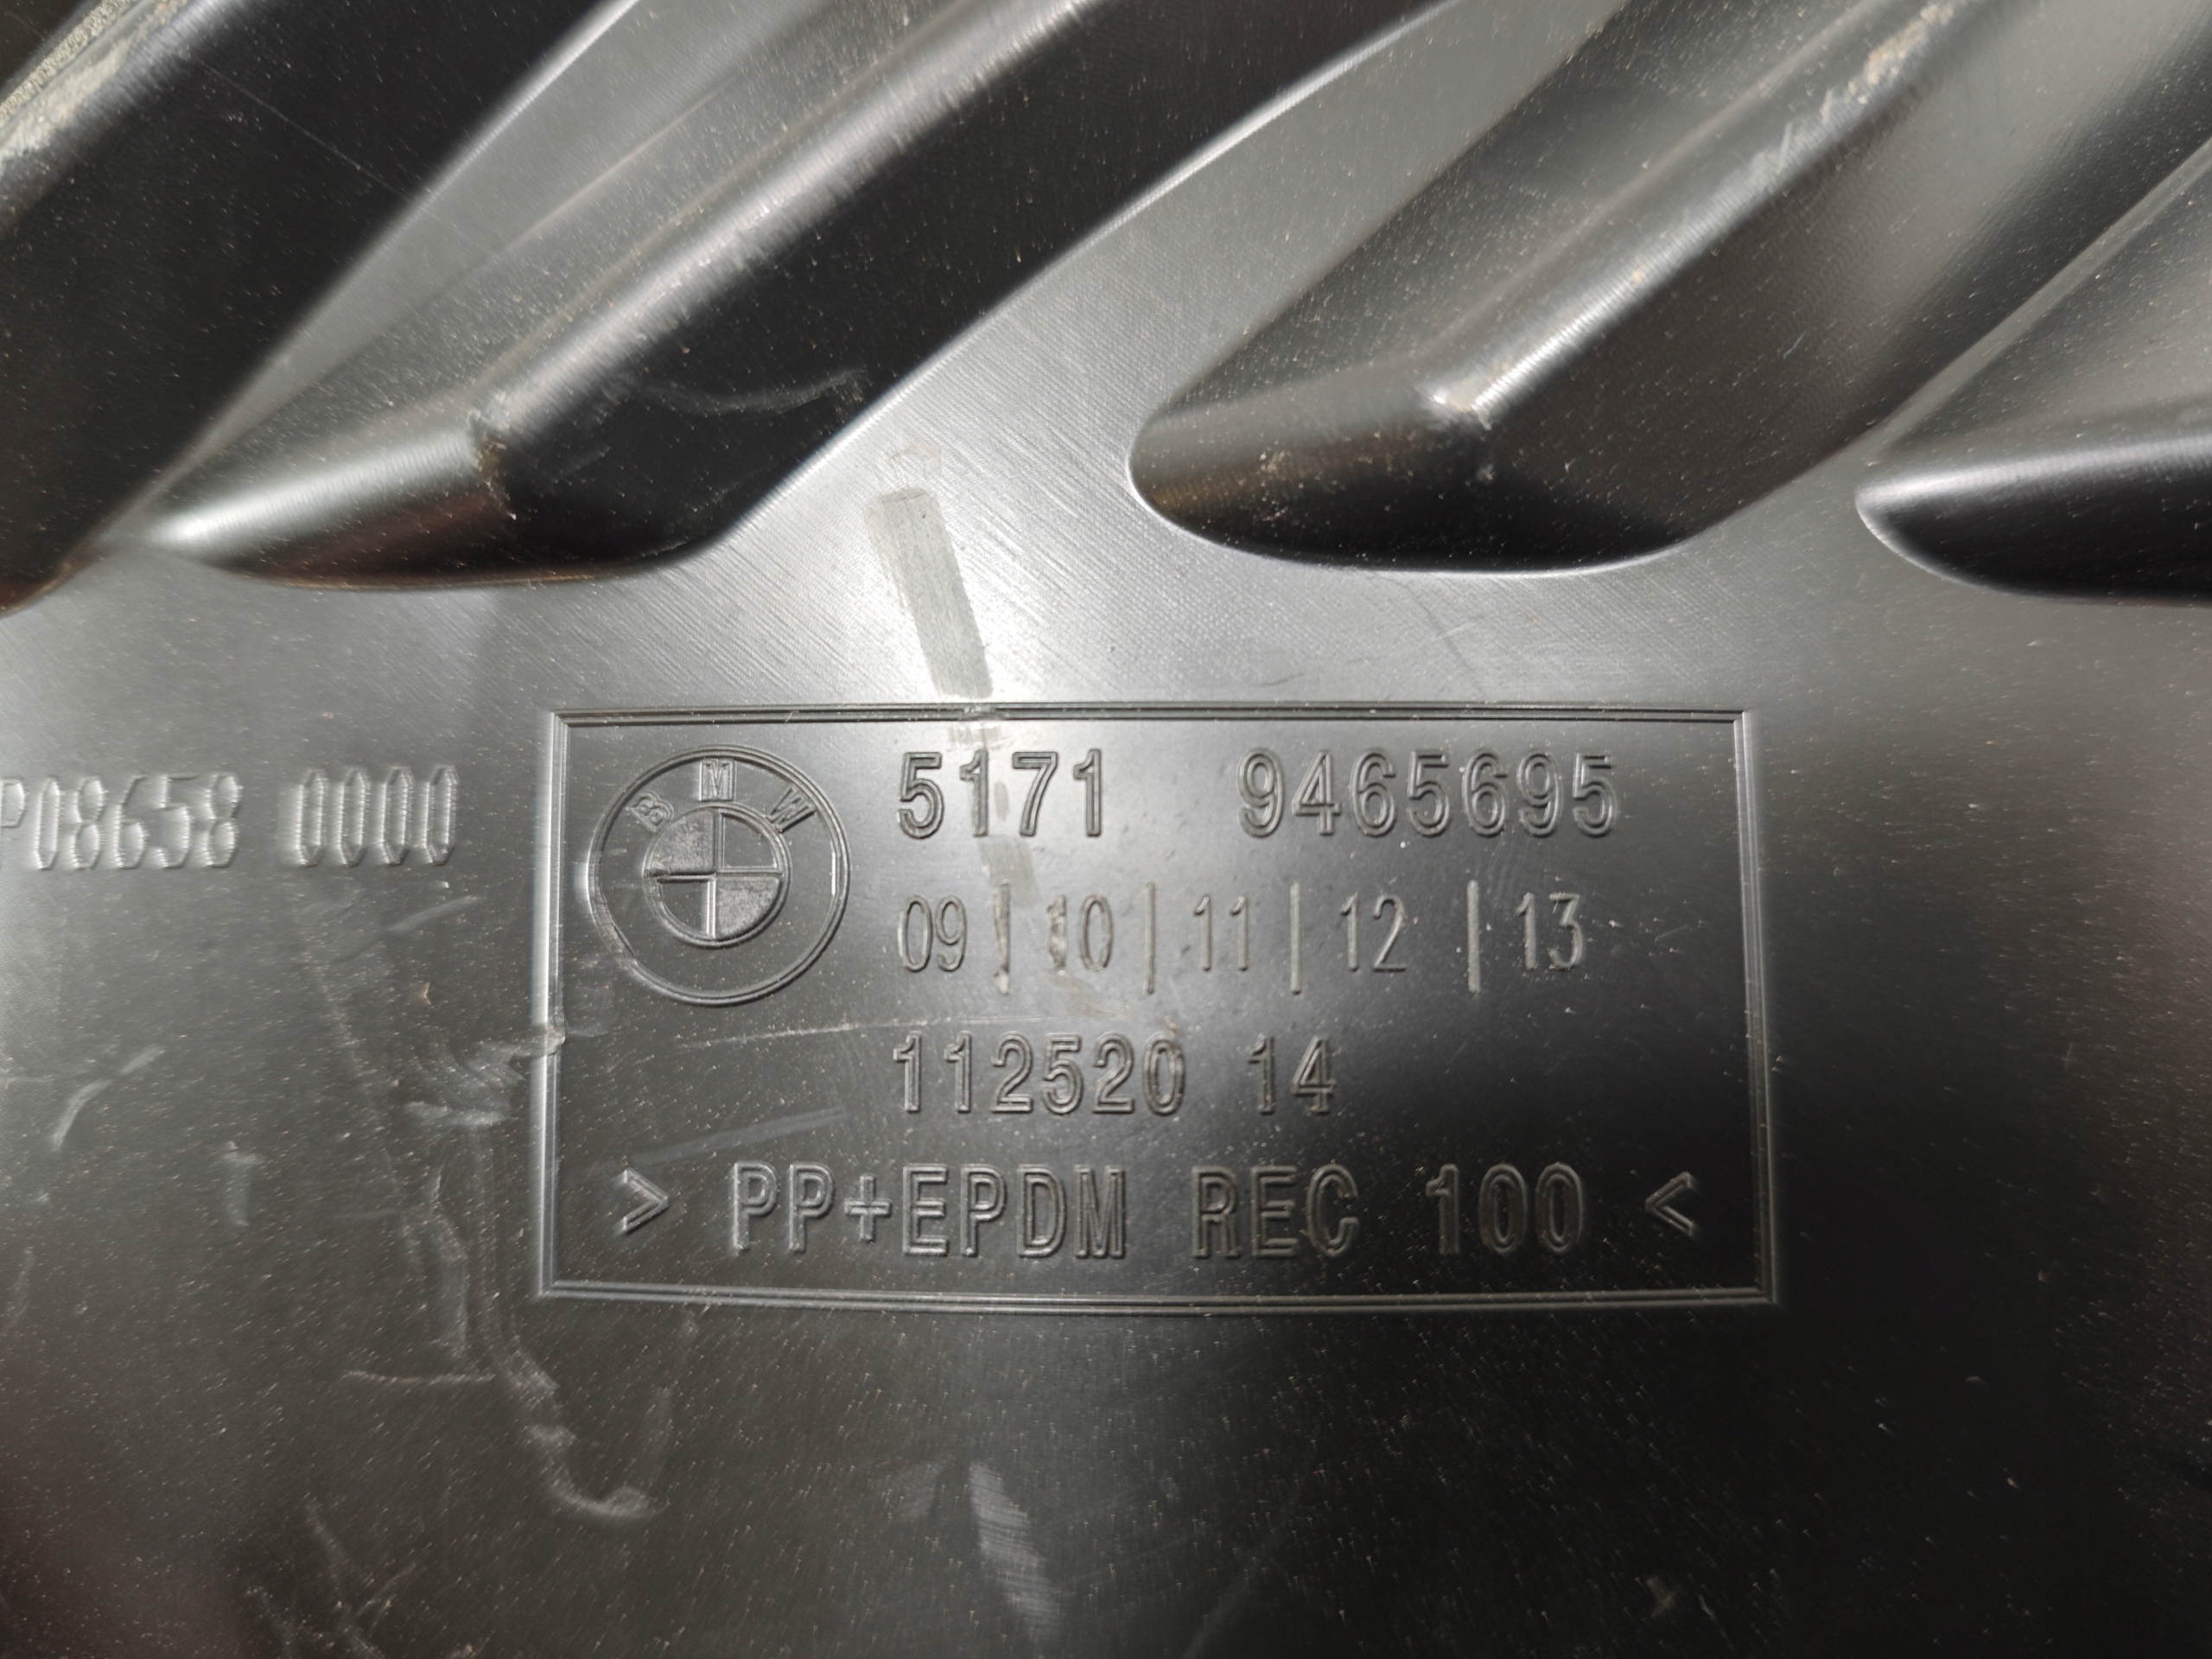 P08658 0000
BMW
5171 9465695
09 | 10 | 11 | 12 | 13
112520 14
> PP+EPDM REC 100 <